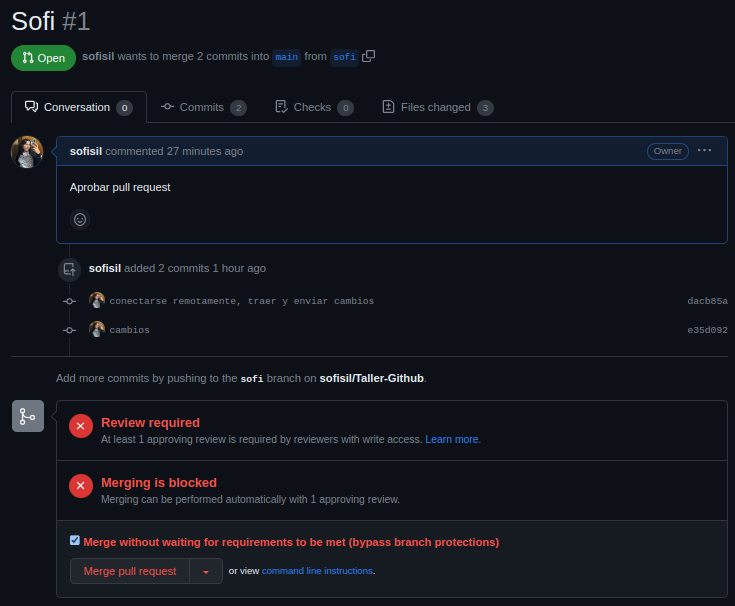 Sofi #1
Open sofisil wants to merge 2 commits into main from sofi
Conversation 0 Commits 2 Checks 0 Files changed 3
sofisil commented 27 minutes ago Owner ...
Aprobar pull request
sofisil added 2 commits 1 hour ago
conectarse remotamente, traer y enviar cambios dacb85a
cambios e35d092
Add more commits by pushing to the sofi branch on sofisil/Taller-Github.
Review required
At least 1 approving review is required by reviewers with write access. Learn more.
Merging is blocked
Merging can be performed automatically with 1 approving review.
Merge without waiting for requirements to be met (bypass branch protections)
Merge pull request or view command line instructions.